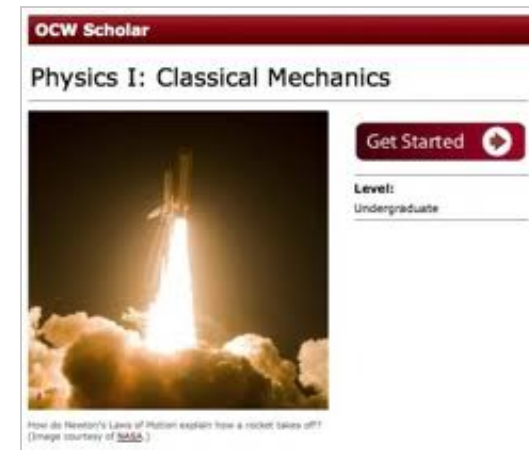 OCW Scholar
Physics I: Classical Mechanics
Get Started
Level:
Undergraduate
How do Newton's Laws of Motion explain how a rocket takes off?
(Image courtesy of NASA.)